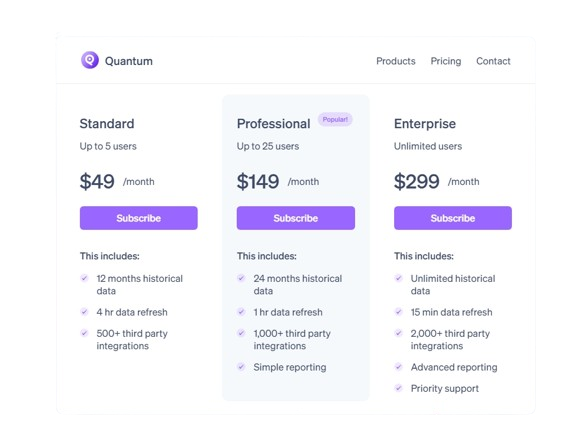 Quantum
Products Pricing Contact
Standard
Up to 5 users
$49 /month
Subscribe
This includes:
12 months historical
data
4 hr data refresh
500+ third party
integrations
Professional Popular!
Up to 25 users
$149 /month
Subscribe
This includes:
24 months historical
data
1 hr data refresh
1,000+ third party
integrations
Simple reporting
Enterprise
Unlimited users
$299 /month
Subscribe
This includes:
Unlimited historical
data
15 min data refresh
2,000+ third party
integrations
Advanced reporting
Priority support